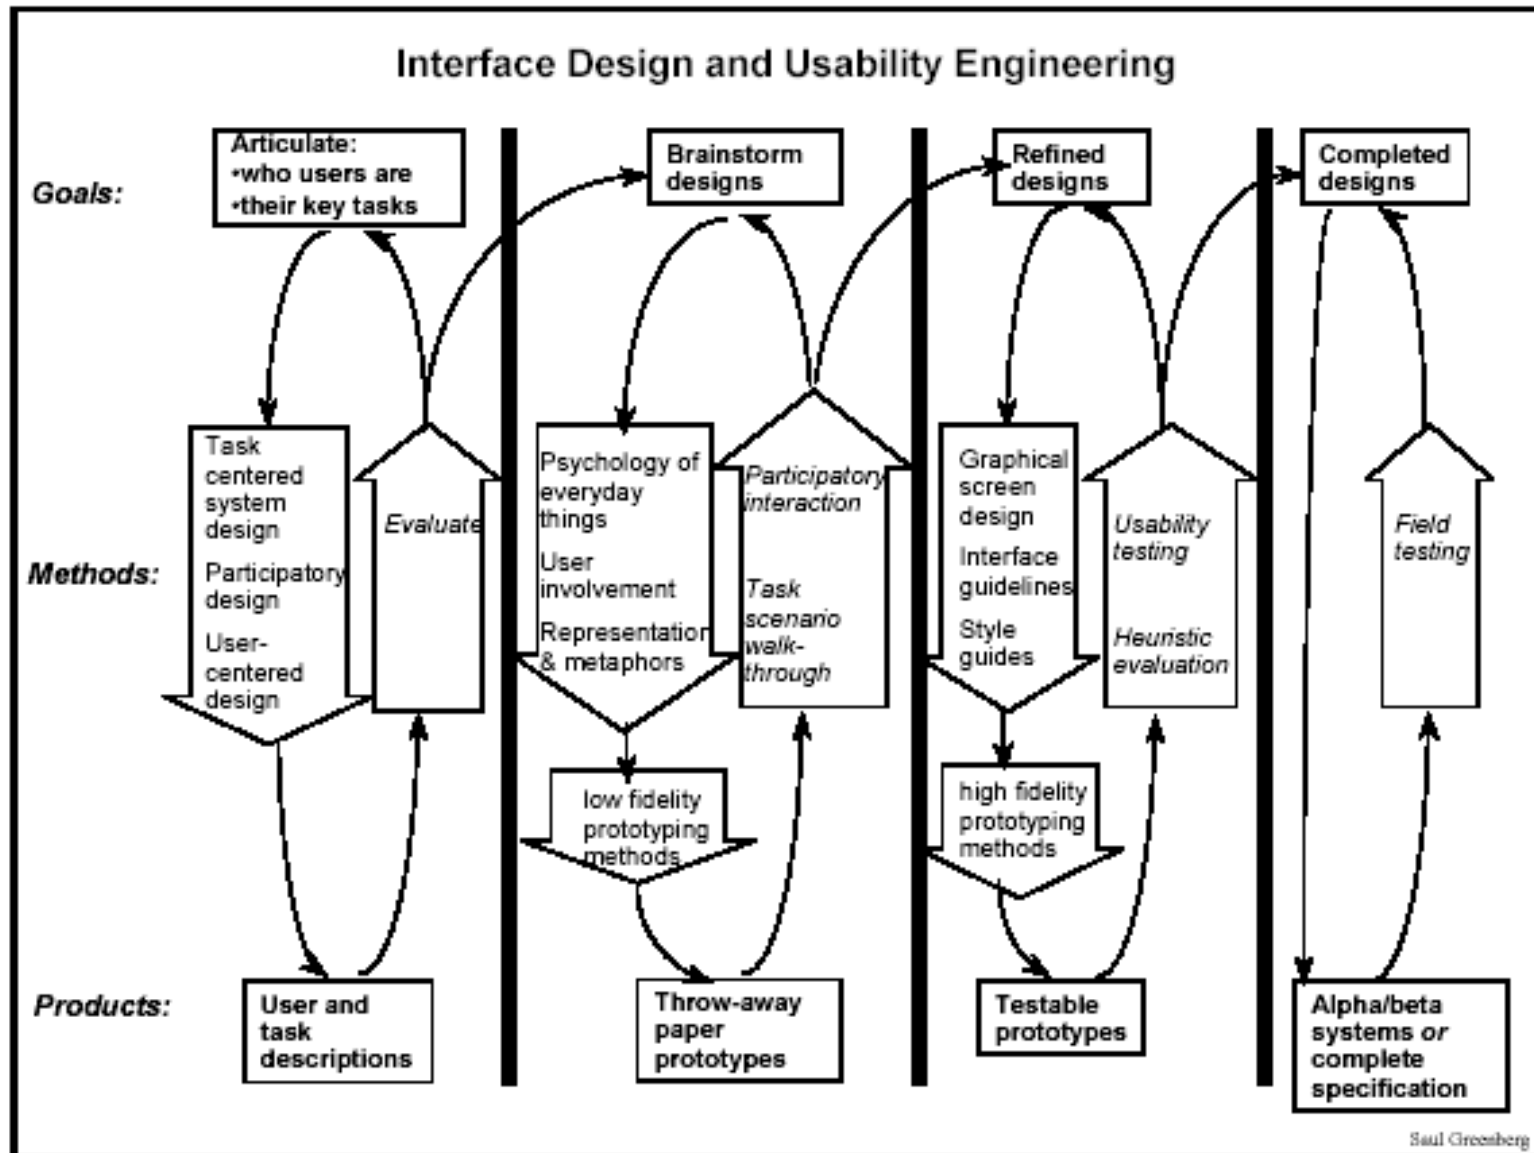 Interface Design and Usability Engineering
Goals:
Articulate:
•who users are
•their key tasks
Brainstorm
designs
Refined
designs
Completed
designs
Methods:
Task
centered
system
design
Participatory
design
User-
centered
design
Evaluate
Psychology of
everyday
things
User
involvement
Representation
& metaphors
Participatory
interaction
Task
scenario
walk-
through
Graphical
screen
design
Interface
guidelines
Style
guides
Usability
testing
Heuristic
evaluation
Field
testing
low fidelity
prototyping
methods
high fidelity
prototyping
methods
Products:
User and
task
descriptions
Throw-away
paper
prototypes
Testable
prototypes
Alpha/beta
systems or
complete
specification
Saul Greenberg